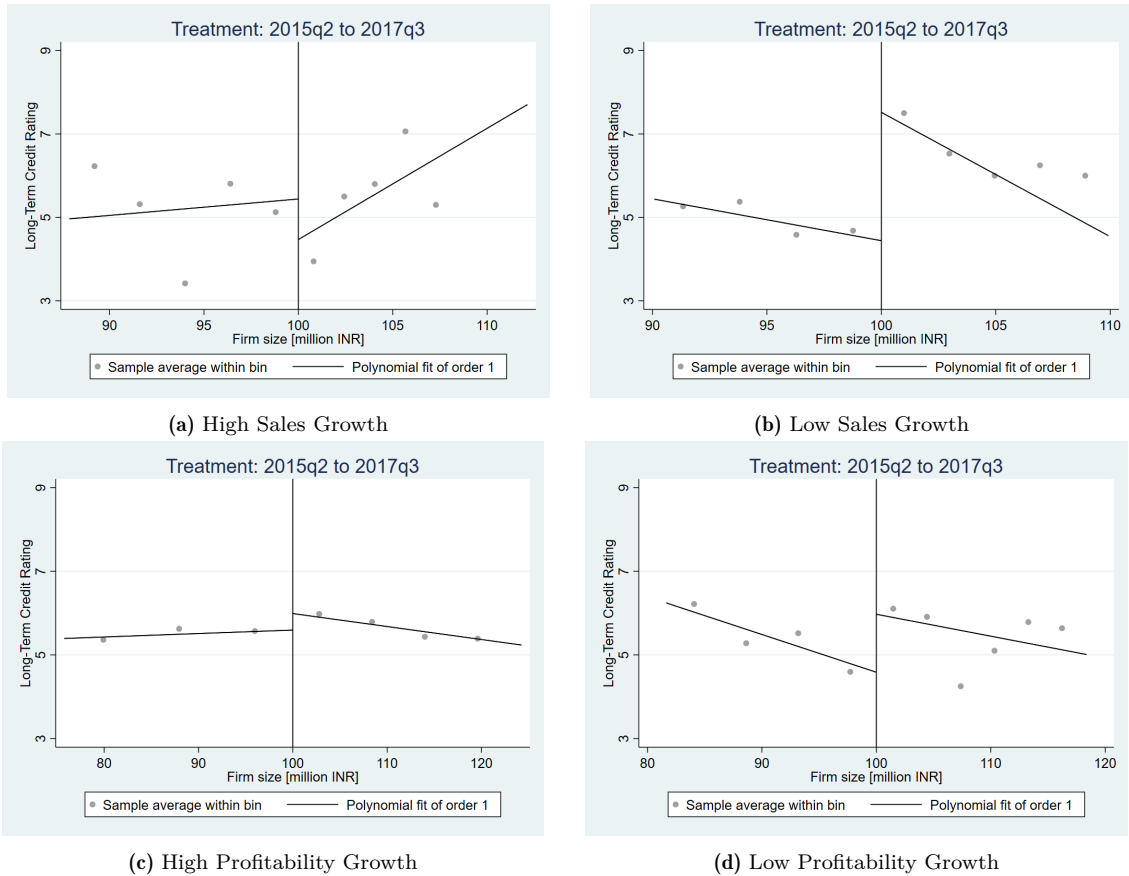 Treatment: 2015q2 to 2017q3
Long-Term Credit Rating
9
7
5
3
90 95 100 105 110
Firm size [million INR]
Sample average within bin Polynomial fit of order 1
(a) High Sales Growth
Treatment: 2015q2 to 2017q3
Long-Term Credit Rating
9
7
5
3
90 95 100 105 110
Firm size [million INR]
Sample average within bin Polynomial fit of order 1
(b) Low Sales Growth
Treatment: 2015q2 to 2017q3
Long-Term Credit Rating
9
7
5
3
80 90 100 110 120
Firm size [million INR]
Sample average within bin Polynomial fit of order 1
(c) High Profitability Growth
Treatment: 2015q2 to 2017q3
Long-Term Credit Rating
9
7
5
3
80 90 100 110 120
Firm size [million INR]
Sample average within bin Polynomial fit of order 1
(d) Low Profitability Growth